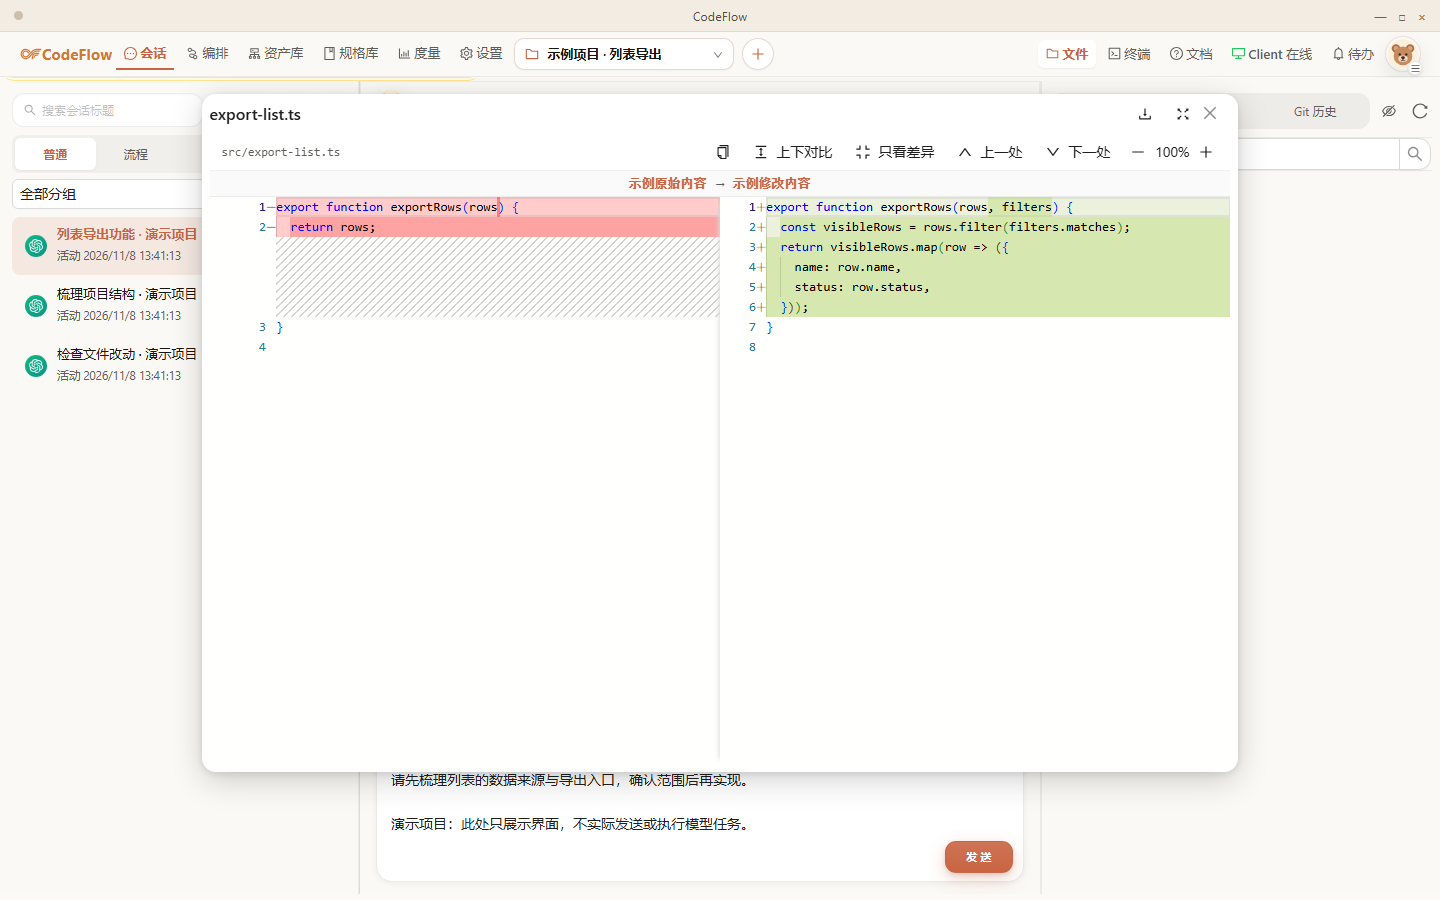 CodeFlow
CodeFlow 会话 编排 资产库 规格库 度量 设置 示例项目 · 列表导出 文件 终端 文档 Client 在线 待办
搜索会话标题
普通 流程
全部分组
列表导出功能 · 演示项目
活动 2026/11/8 13:41:13
梳理项目结构 · 演示项目
活动 2026/11/8 13:41:13
检查文件改动 · 演示项目
活动 2026/11/8 13:41:13
export-list.ts
src/export-list.ts 上下对比 只看差异 上一处 下一处 — 100% +
示例原始内容 → 示例修改内容
1—export function exportRows(rows) {
2— return rows;
3 }
4
1+export function exportRows(rows, filters) {
2+ const visibleRows = rows.filter(filters.matches);
3+ return visibleRows.map(row => ({
4+ name: row.name,
5+ status: row.status,
6+ }));
7 }
8
Git 历史
请先梳理列表的数据来源与导出入口，确认范围后再实现。
演示项目：此处只展示界面，不实际发送或执行模型任务。
发 送